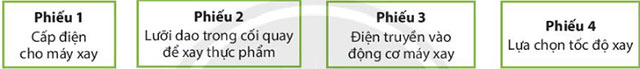 Phiếu 1
Cấp điện
cho máy xay
Phiếu 2
Lưỡi dao trong cối quay
để xay thực phẩm
Phiếu 3
Điện truyền vào
động cơ máy xay
Phiếu 4
Lựa chọn tốc độ xay